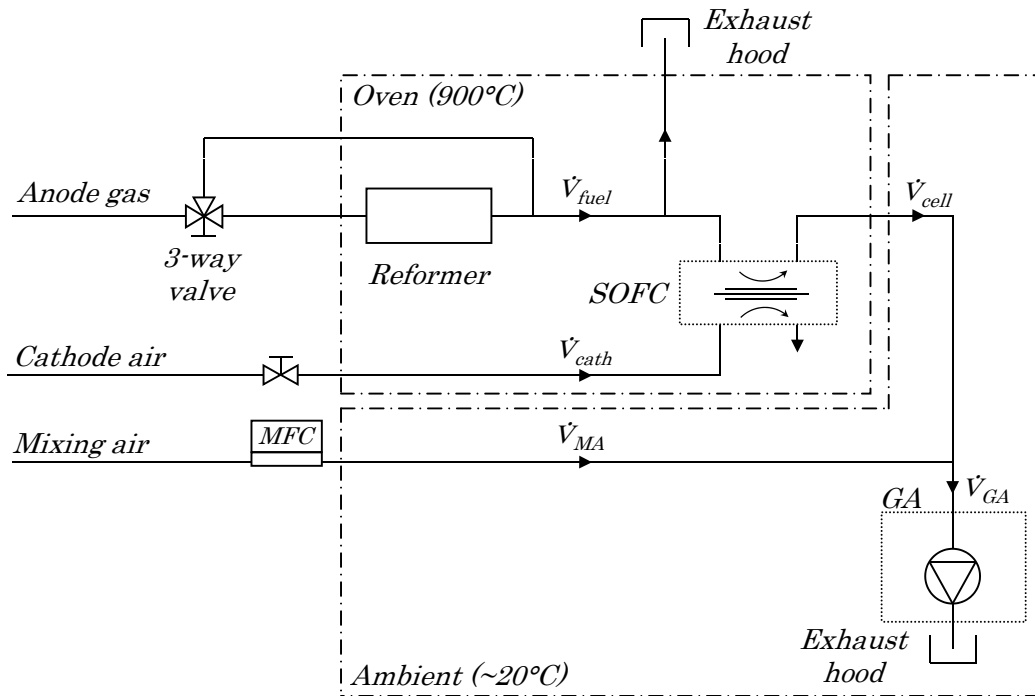 Exhaust
hood
Oven (900°C)
Anode gas
V̇fuel
V̇cell
3-way
valve
Reformer
SOFC
Cathode air
V̇cath
Mixing air
MFC
V̇MA
GA
V̇GA
Exhaust
hood
Ambient (~20°C)